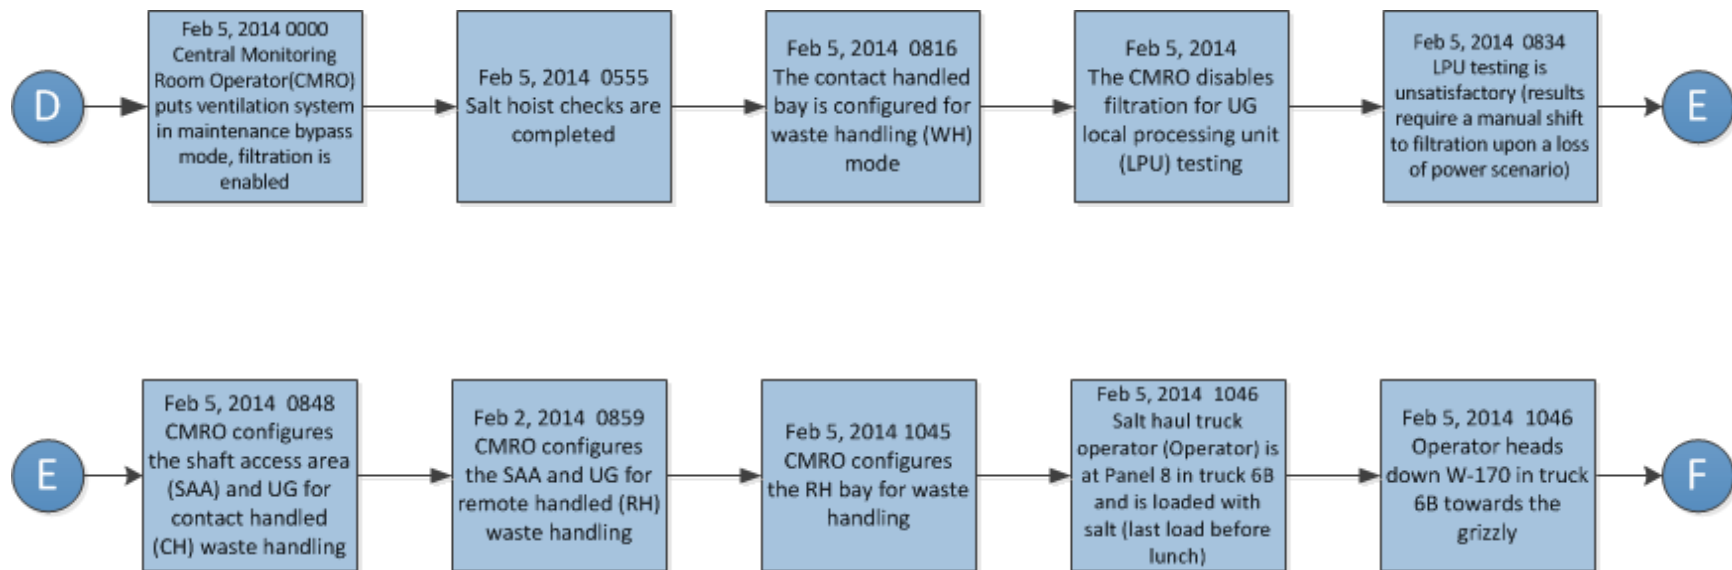 D
Feb 5, 2014 0000
Central Monitoring
Room Operator(CMRO)
puts ventilation system
in maintenance bypass
mode, filtration is
enabled
Feb 5, 2014  0555
Salt hoist checks are
completed
Feb 5, 2014  0816
The contact handled
bay is configured for
waste handling (WH)
mode
Feb 5, 2014
The CMRO disables
filtration for UG
local processing unit
(LPU) testing
Feb 5, 2014  0834
LPU testing is
unsatisfactory (results
require a manual shift
to filtration upon a loss
of power scenario)
E
E
Feb 5, 2014  0848
CMRO configures
the shaft access area
(SAA) and UG for
contact handled
(CH) waste handling
Feb 2, 2014  0859
CMRO configures
the SAA and UG for
remote handled (RH)
waste handling
Feb 5, 2014 1045
CMRO configures
the RH bay for waste
handling
Feb 5, 2014  1046
Salt haul truck
operator (Operator) is
at Panel 8 in truck 6B
and is loaded with
salt (last load before
lunch)
Feb 5, 2014  1046
Operator heads
down W-170 in truck
6B towards the
grizzly
F